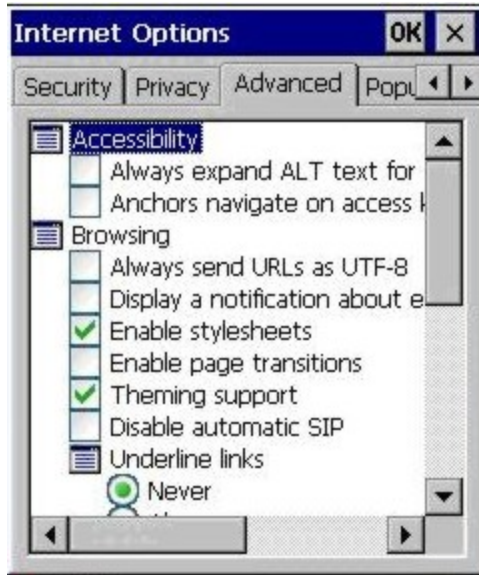 Internet Options OK
Security Privacy Advanced Popu
Accessibility
Always expand ALT text for
Anchors navigate on access
Browsing
Always send URLs as UTF-8
Display a notification about e
Enable stylesheets
Enable page transitions
Theming support
Disable automatic SIP
Underline links
Never